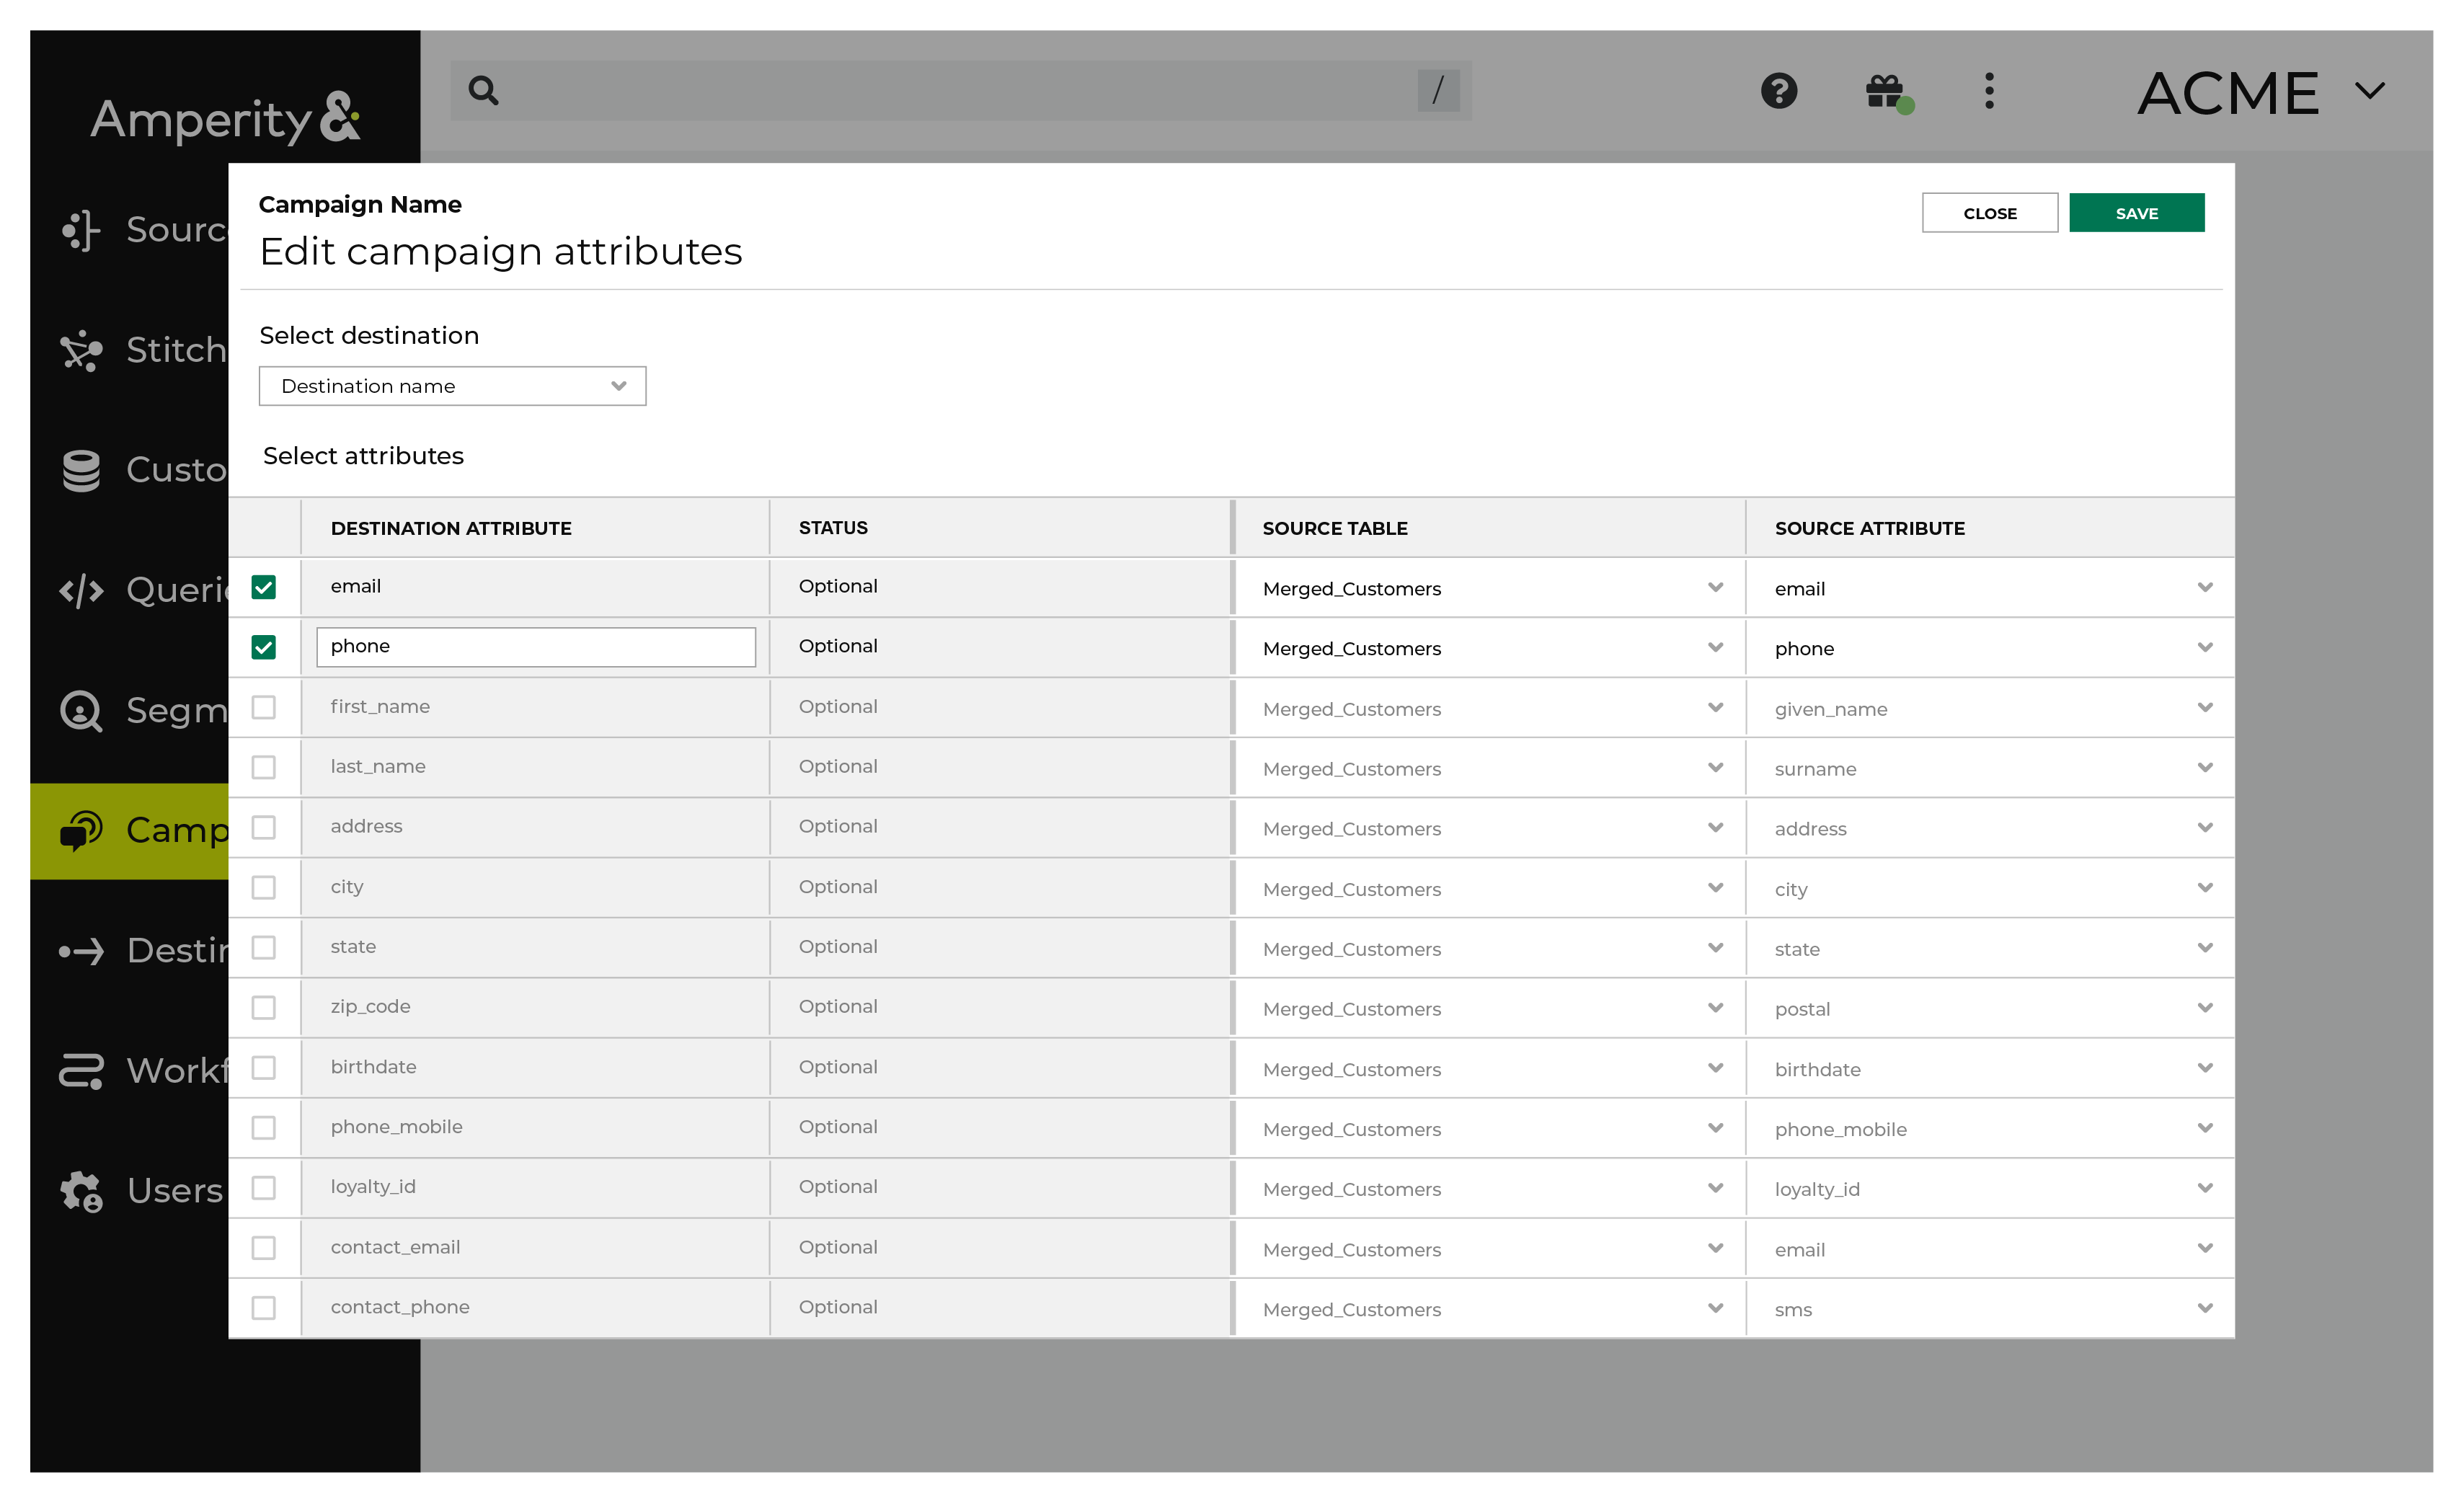 Amperity&
/
?
ACME
Sourc
Stitch
Custo
Queri
Segm
Camp
Destin
Workf
Users
Campaign Name
Edit campaign attributes
CLOSE
SAVE
Select destination
Destination name
Select attributes
DESTINATION ATTRIBUTE STATUS SOURCE TABLE SOURCE ATTRIBUTE
email Optional Merged_Customers email
phone Optional Merged_Customers phone
first_name Optional Merged_Customers given_name
last_name Optional Merged_Customers surname
address Optional Merged_Customers address
city Optional Merged_Customers city
state Optional Merged_Customers state
zip_code Optional Merged_Customers postal
birthdate Optional Merged_Customers birthdate
phone_mobile Optional Merged_Customers phone_mobile
loyalty_id Optional Merged_Customers loyalty_id
contact_email Optional Merged_Customers email
contact_phone Optional Merged_Customers sms